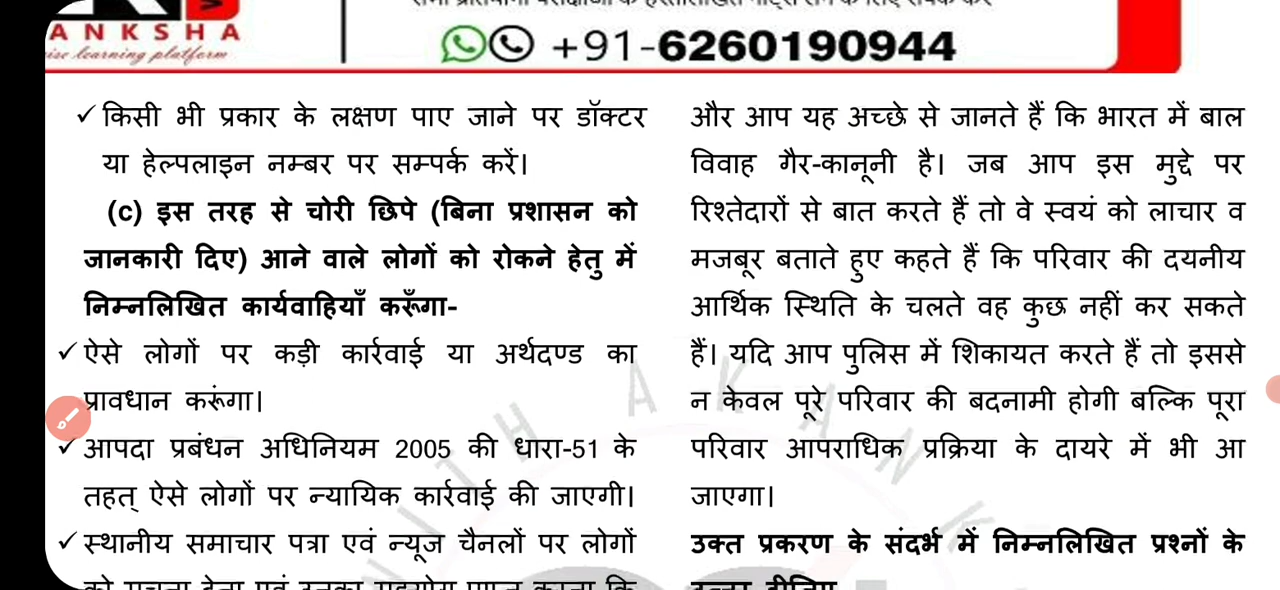 ANKSHA
ise learning platform
+91-6260190944
✓ किसी भी प्रकार के लक्षण पाए जाने पर डॉक्टर
या हेल्पलाइन नम्बर पर सम्पर्क करें।
(c) इस तरह से चोरी छिपे (बिना प्रशासन को
जानकारी दिए) आने वाले लोगों को रोकने हेतु में
निम्नलिखित कार्यवाहियाँ करूँगा-
✓ ऐसे लोगों पर कड़ी कार्रवाई या अर्थदण्ड का
प्रावधान करूंगा।
✓ आपदा प्रबंधन अधिनियम 2005 की धारा-51 के
तहत् ऐसे लोगों पर न्यायिक कार्रवाई की जाएगी।
✓ स्थानीय समाचार पत्रा एवं न्यूज चैनलों पर लोगों
और आप यह अच्छे से जानते हैं कि भारत में बाल
विवाह गैर-कानूनी है। जब आप इस मुद्दे पर
रिश्तेदारों से बात करते हैं तो वे स्वयं को लाचार व
मजबूर बताते हुए कहते हैं कि परिवार की दयनीय
आर्थिक स्थिति के चलते वह कुछ नहीं कर सकते
हैं। यदि आप पुलिस में शिकायत करते हैं तो इससे
न केवल पूरे परिवार की बदनामी होगी बल्कि पूरा
परिवार आपराधिक प्रक्रिया के दायरे में भी आ
जाएगा।
उक्त प्रकरण के संदर्भ में निम्नलिखित प्रश्नों के